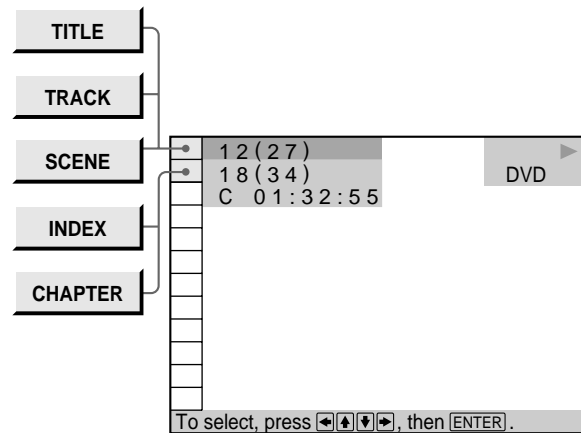 TITLE
TRACK
SCENE
INDEX
CHAPTER
12(27)
18(34)
DVD
C 01:32:55
To select, press ←↑↓→, then ENTER.